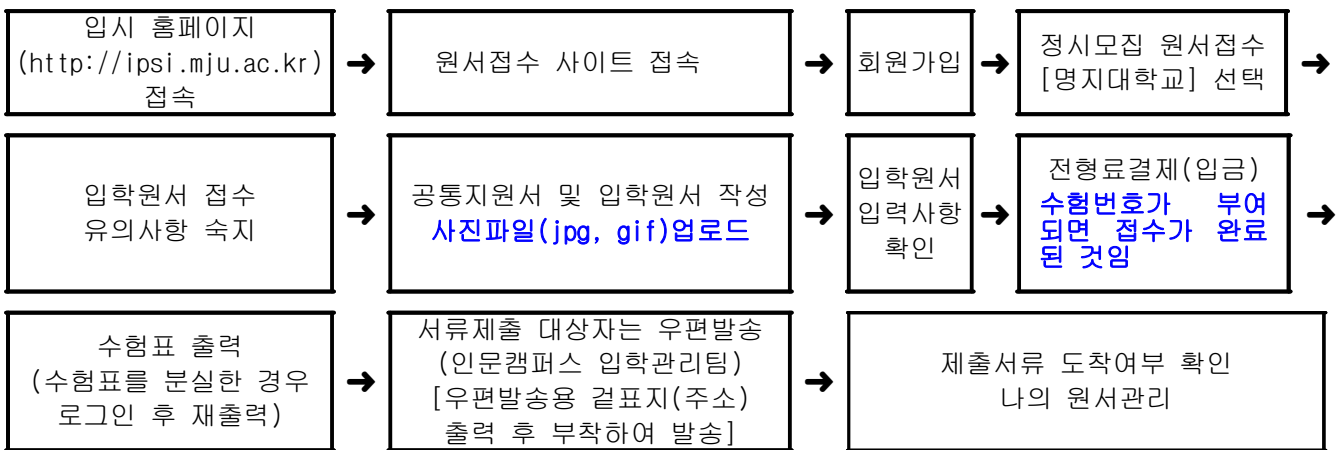 입시 홈페이지
(http://ipsi.mju.ac.kr)
접속
원서접수 사이트 접속
회원가입
정시모집 원서접수
[명지대학교] 선택
입학원서 접수
유의사항 숙지
공통지원서 및 입학원서 작성
사진파일(jpg, gif)업로드
입학원서
입력사항
확인
전형료결제(입금)
수험번호가 부여
되면 접수가 완료
된 것임
수험표 출력
(수험표를 분실한 경우
로그인 후 재출력)
서류제출 대상자는 우편발송
(인문캠퍼스 입학관리팀)
[우편발송용 겉표지(주소)
출력 후 부착하여 발송]
제출서류 도착여부 확인
나의 원서관리